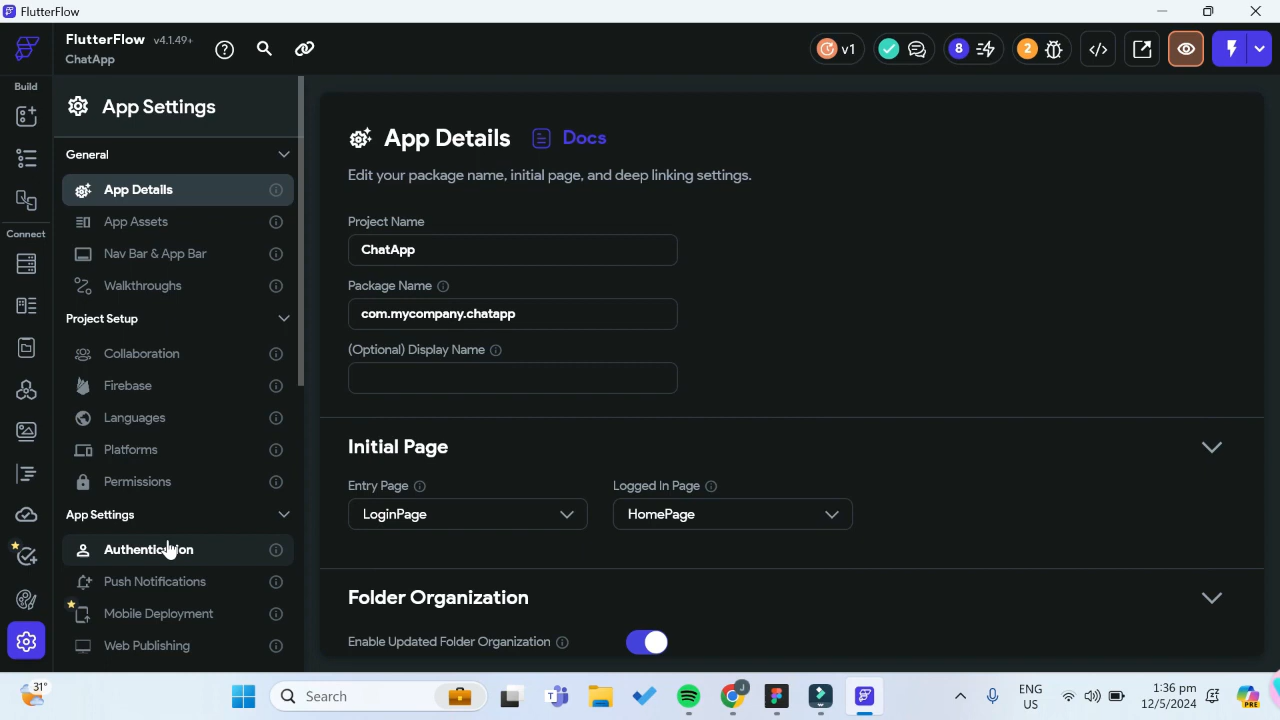 FlutterFlow
FlutterFlow v4.1.49+
ChatApp
v1
8
2
Build
Connect
App Settings
General
App Details
App Assets
Nav Bar & App Bar
Walkthroughs
Project Setup
Collaboration
Firebase
Languages
Platforms
Permissions
App Settings
Authentication
Push Notifications
Mobile Deployment
Web Publishing
App Details Docs
Edit your package name, initial page, and deep linking settings.
Project Name
ChatApp
Package Name
com.mycompany.chatapp
(Optional) Display Name
Initial Page
Entry Page Logged In Page
LoginPage HomePage
Folder Organization
Enable Updated Folder Organization
31°
Search
ENG
US
1:36 pm
12/5/2024
PRE